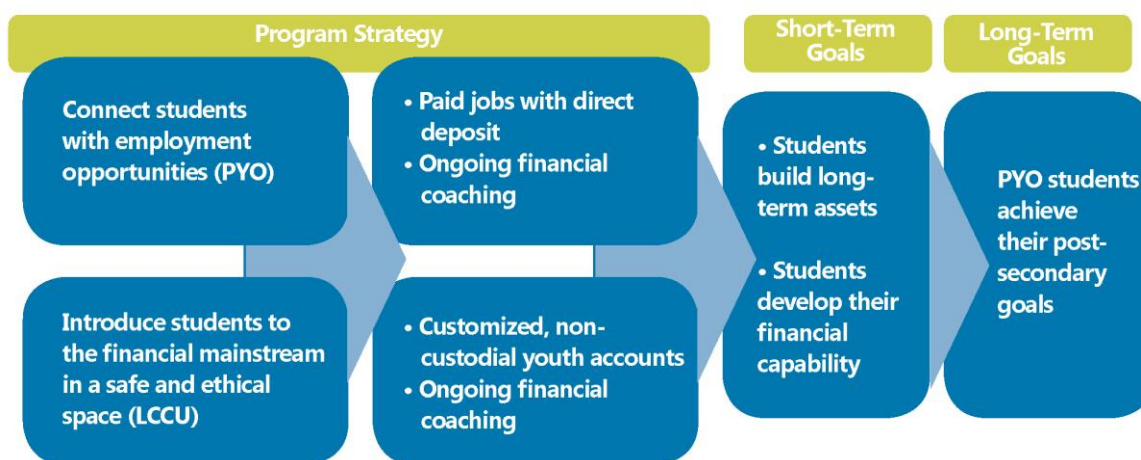 Program Strategy
Short-Term
Goals
Long-Term
Goals
Connect students
with employment
opportunities (PYO)
• Paid jobs with direct
deposit
• Ongoing financial
coaching
Introduce students to
the financial mainstream
in a safe and ethical
space (LCCU)
• Customized, non-
custodial youth accounts
• Ongoing financial
coaching
• Students
build long-
term assets
• Students
develop their
financial
capability
PYO students
achieve
their post-
secondary
goals